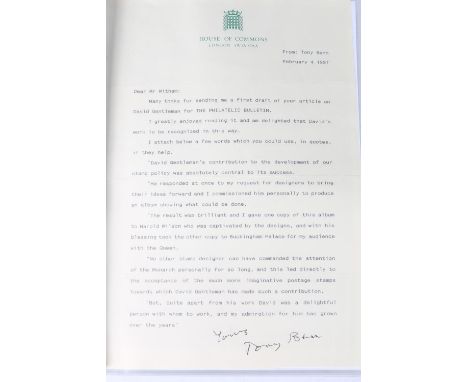 HOUSE OF COMMONS
LONDON SW1A 0AA
From: Tony Benn
February 4 1997
Dear Mr Witham:
Many thnks for sending me a first draft of your article on
David Gentleman for THE PHILATELIC BULLETIN.
I greatly enjoyed reading it and am delighted that David's
work is to be recognised in this way.
I attach below a few words which you could use, in quotes,
if they help.
"David Gentleman's contribution to the development of our
stamp policy was absolutely central to its success.
"He responded at once to my request for designers to bring
their ideas forward and I commissioned him personally to produce
an album showing what could be done.
"The result was brilliant and I gave one copy of this album
to Harold Wilson who was captivated by the designs, and with his
blessing took the other copy to Buckingham Palace for my audience
with the Queen.
"No other stamp designer can have commanded the attention
of the Monarch personally for so long, and this led directly to
the acceptance of the much more imaginative postage stamps
towards which David Gentleman has made such a contribution.
"But, quite apart from his work David was a delightful
person with whom to work, and my admiration for him has grown
over the years"
Yours
Tony Benn